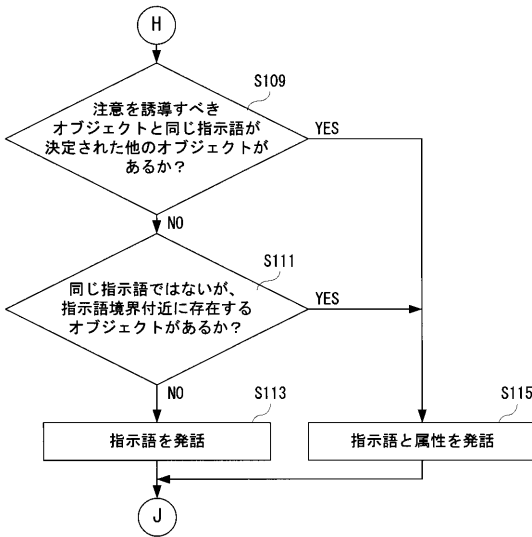 H
S109
注意を誘導すべき
オブジェクトと同じ指示語が
決定された他のオブジェクトが
あるか？
YES
NO
S111
同じ指示語ではないが、
指示語境界付近に存在する
オブジェクトがあるか？
YES
NO
S113
指示語を発話
S115
指示語と属性を発話
J